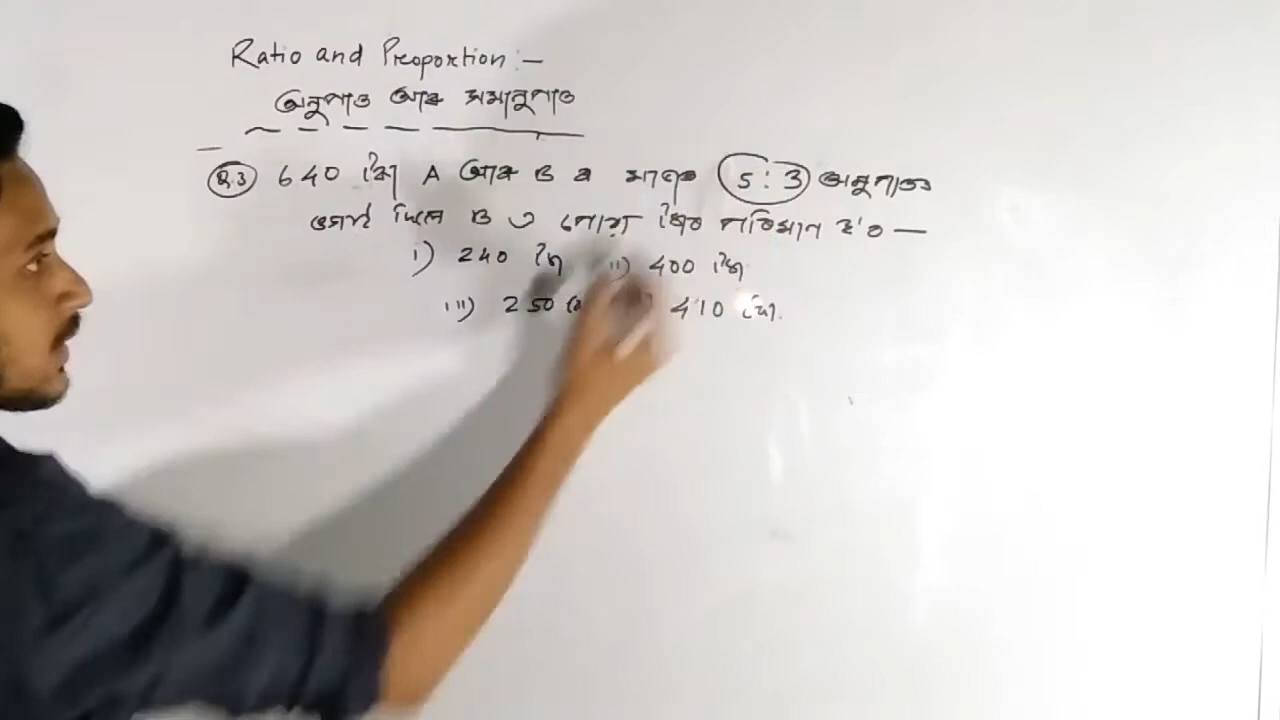 Ratio and Proportion :-
অনুপাত আৰু সমানুপাত
Q.3 640 টকা A আৰু B ৰ মাজত 5 : 3 অনুপাতত
ভগাই দিলে B য়ে পোৱা টকাৰ পৰিমাণ হ'ব —
i) 240 টকা ii) 400 টকা
iii) 250 410 টকা